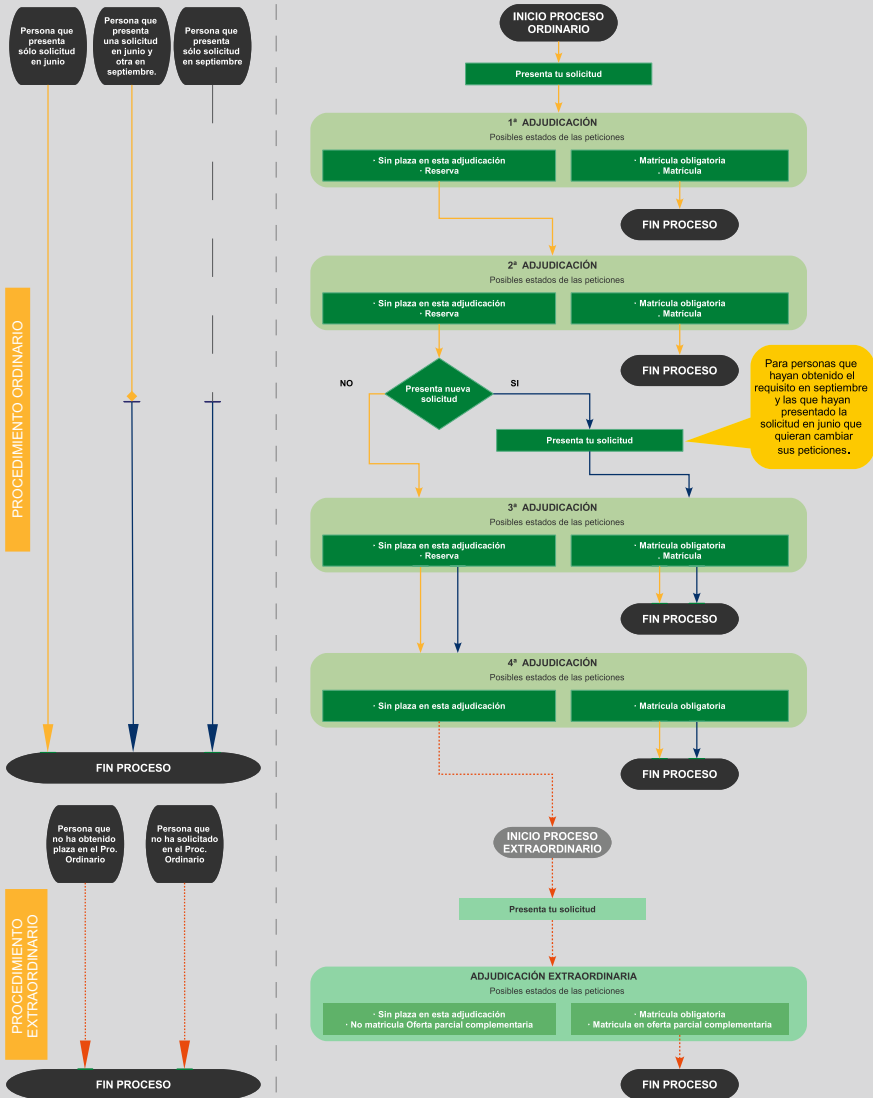 Persona que
presenta
sólo solicitud
en junio
Persona que
presenta
una solicitud
en junio y
otra en
septiembre.
Persona que
presenta
sólo solicitud
en septiembre
PROCEDIMIENTO ORDINARIO
FIN PROCESO
Persona que
no ha obtenido
plaza en el Pro.
Ordinario
Persona que
no ha solicitado
en el Proc.
Ordinario
PROCEDIMIENTO
EXTRAORDINARIO
FIN PROCESO
INICIO PROCESO
ORDINARIO
Presenta tu solicitud
1ª ADJUDICACIÓN
Posibles estados de las peticiones
· Sin plaza en esta adjudicación
· Reserva
· Matrícula obligatoria
. Matrícula
FIN PROCESO
2ª ADJUDICACIÓN
Posibles estados de las peticiones
· Sin plaza en esta adjudicación
· Reserva
· Matrícula obligatoria
. Matrícula
FIN PROCESO
NO
Presenta nueva
solicitud
SI
Presenta tu solicitud
Para personas que
hayan obtenido el
requisito en septiembre
y las que hayan
presentado la
solicitud en junio que
quieran cambiar
sus peticiones.
3ª ADJUDICACIÓN
Posibles estados de las peticiones
· Sin plaza en esta adjudicación
· Reserva
· Matrícula obligatoria
. Matrícula
FIN PROCESO
4ª ADJUDICACIÓN
Posibles estados de las peticiones
· Sin plaza en esta adjudicación
· Matrícula obligatoria
FIN PROCESO
INICIO PROCESO
EXTRAORDINARIO
Presenta tu solicitud
ADJUDICACIÓN EXTRAORDINARIA
Posibles estados de las peticiones
· Sin plaza en esta adjudicación
· No matrícula Oferta parcial complementaria
· Matrícula obligatoria
· Matrícula en oferta parcial complementaria
FIN PROCESO